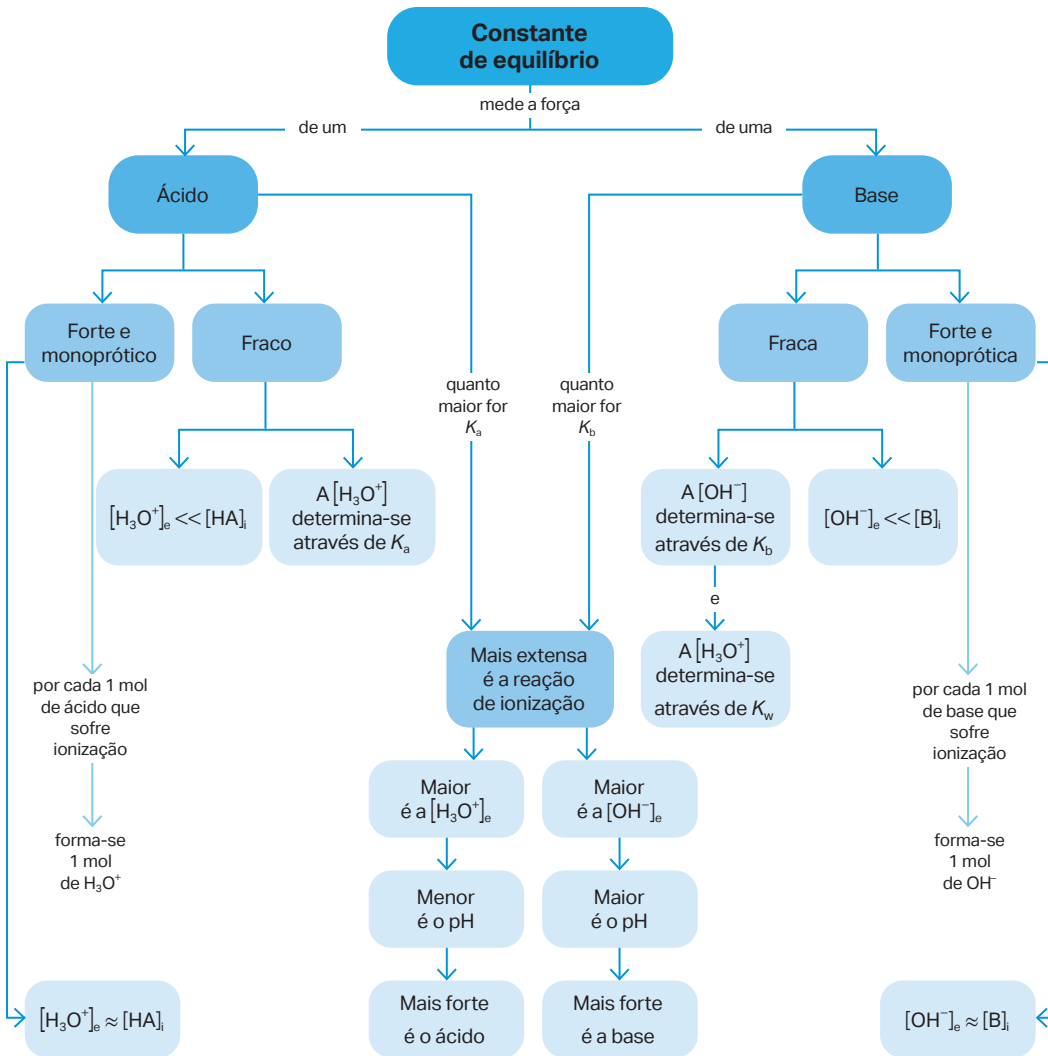 Constante
de equilíbrio
mede a força
de um
de uma
Ácido
Base
Forte e
monoprótico
Fraco
Fraca
Forte e
monoprótica
quanto
maior for
Kₐ
quanto
maior for
K_b
[H₃O⁺]ₑ << [HA]ᵢ
A [H₃O⁺]
determina-se
através de Kₐ
A [OH⁻]
determina-se
através de K_b
[OH⁻]ₑ << [B]ᵢ
e
A [H₃O⁺]
determina-se
através de K_w
Mais extensa
é a reação
de ionização
por cada 1 mol
de ácido que
sofre
ionização
por cada 1 mol
de base que
sofre
ionização
Maior
é a [H₃O⁺]ₑ
Maior
é a [OH⁻]ₑ
forma-se
1 mol
de H₃O⁺
forma-se
1 mol
de OH⁻
Menor
é o pH
Maior
é o pH
[H₃O⁺]ₑ ≈ [HA]ᵢ
Mais forte
é o ácido
Mais forte
é a base
[OH⁻]ₑ ≈ [B]ᵢ